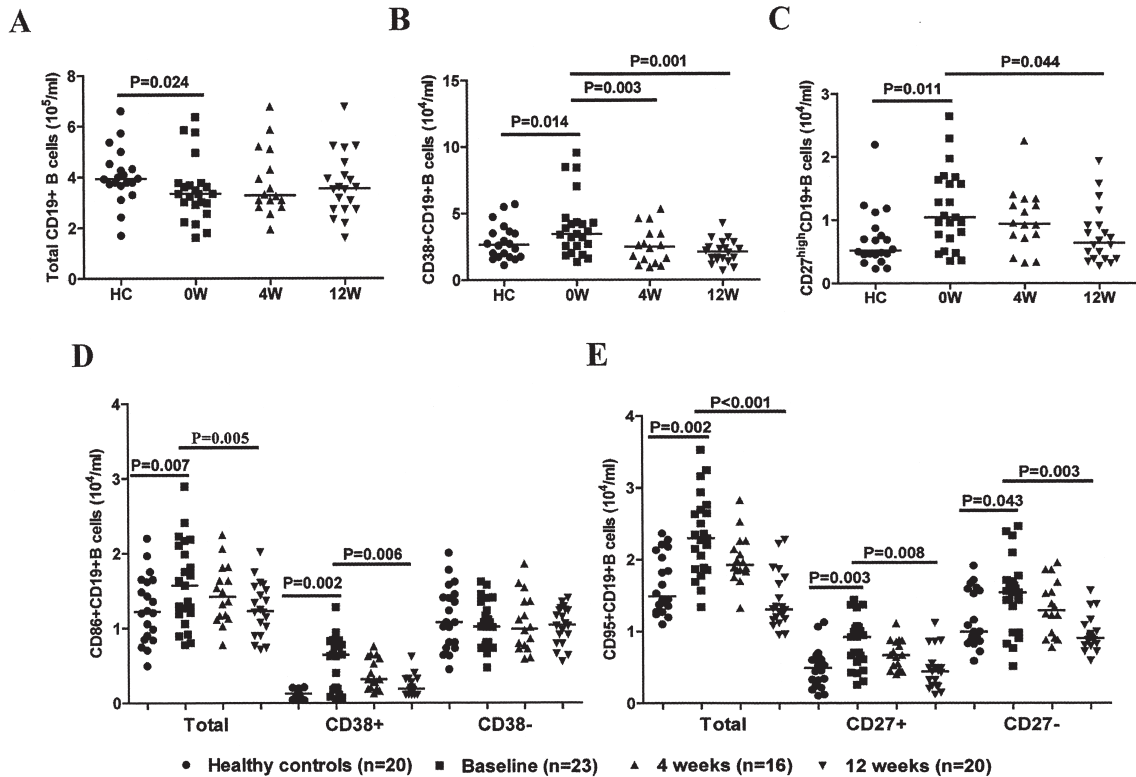 A
P=0.024
Total CD19+ B cells (10⁵/ml)
8
6
4
2
0
HC 0W 4W 12W
B
P=0.001
P=0.003
P=0.014
CD38+CD19+B cells (10⁴/ml)
15
10
5
0
HC 0W 4W 12W
C
P=0.044
P=0.011
CD27ʰⁱᵍʰCD19+B cells (10⁴/ml)
3
2
1
0
HC 0W 4W 12W
D
P=0.005
P=0.007
P=0.006
P=0.002
CD86+CD19+B cells (10⁴/ml)
4
3
2
1
0
Total CD38+ CD38-
E
P<0.001
P=0.002
P=0.003
P=0.043
P=0.008
P=0.003
CD95+CD19+B cells (10⁴/ml)
4
3
2
1
0
Total CD27+ CD27-
Healthy controls (n=20) Baseline (n=23) 4 weeks (n=16) 12 weeks (n=20)